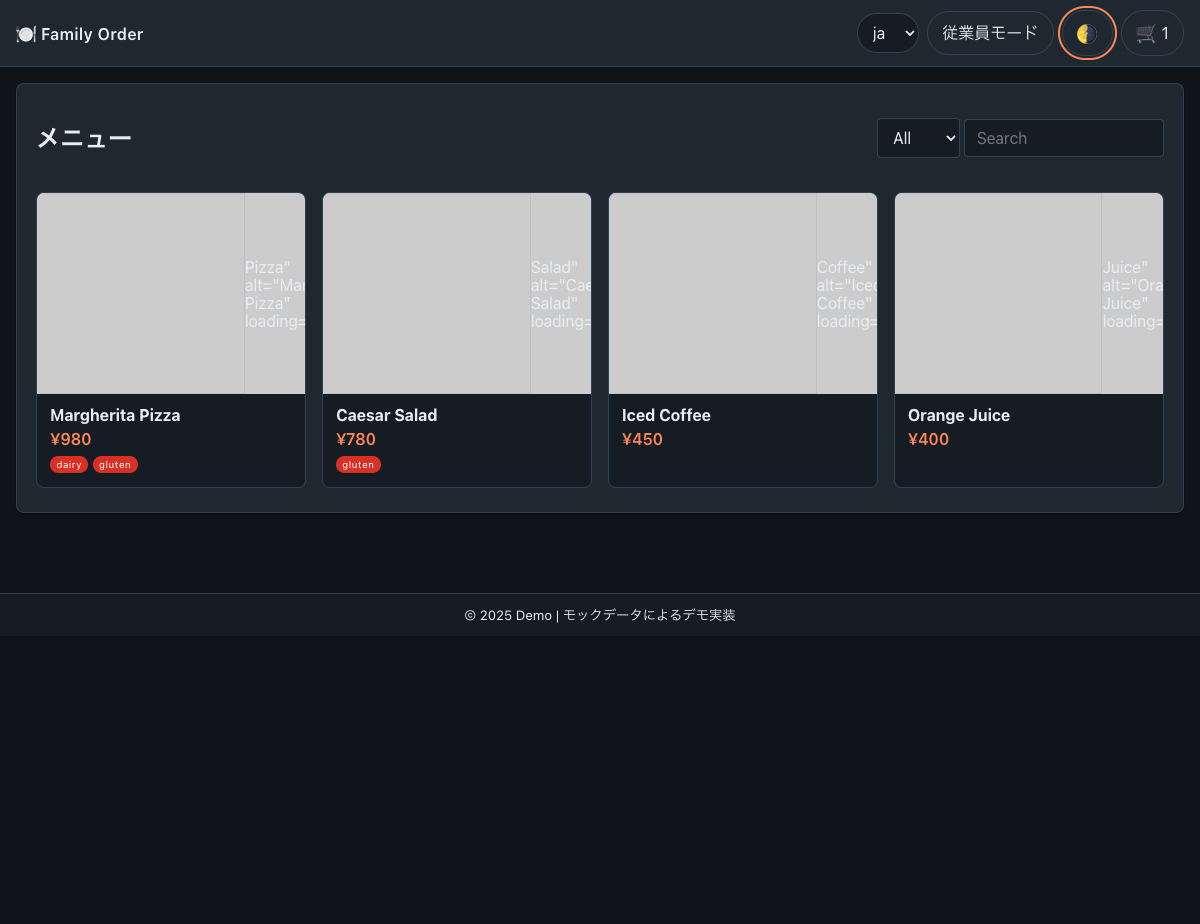 🍽️ Family Order
ja
従業員モード
🌗
🛒 1
メニュー
All
Search
Pizza"
alt="Mar
Pizza"
loading=
Salad"
alt="Cae
Salad"
loading=
Coffee"
alt="Iced
Coffee"
loading=
Juice"
alt="Ora
Juice"
loading=
Margherita Pizza
¥980
dairy gluten
Caesar Salad
¥780
gluten
Iced Coffee
¥450
Orange Juice
¥400
© 2025 Demo | モックデータによるデモ実装